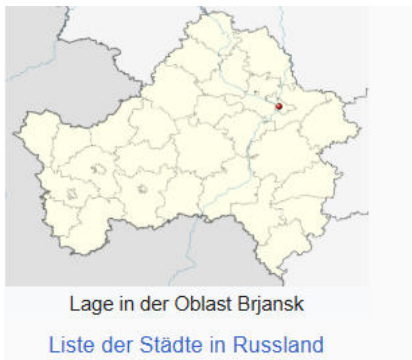 Lage in der Oblast Brjansk
Liste der Städte in Russland